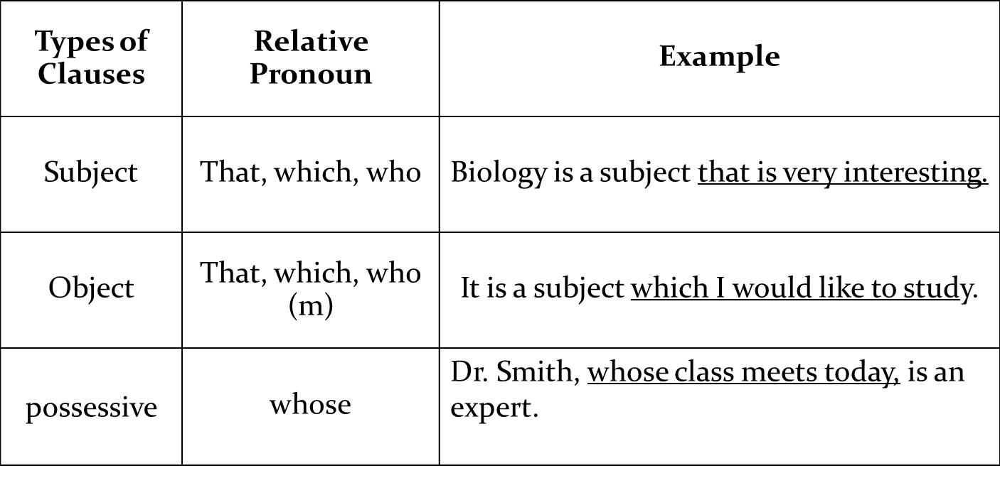 Types of
Clauses
Relative
Pronoun
Example
Subject
That, which, who
Biology is a subject that is very interesting.
Object
That, which, who
(m)
It is a subject which I would like to study.
possessive
whose
Dr. Smith, whose class meets today, is an
expert.